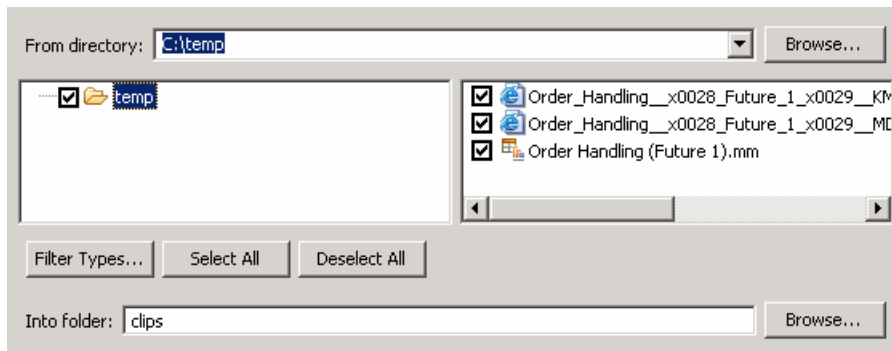 From directory: C:\temp Browse...
temp
Order_Handling__x0028_Future_1_x0029__KM
Order_Handling__x0028_Future_1_x0029__MD
Order Handling (Future 1).mm
Filter Types... Select All Deselect All
Into folder: clips Browse...